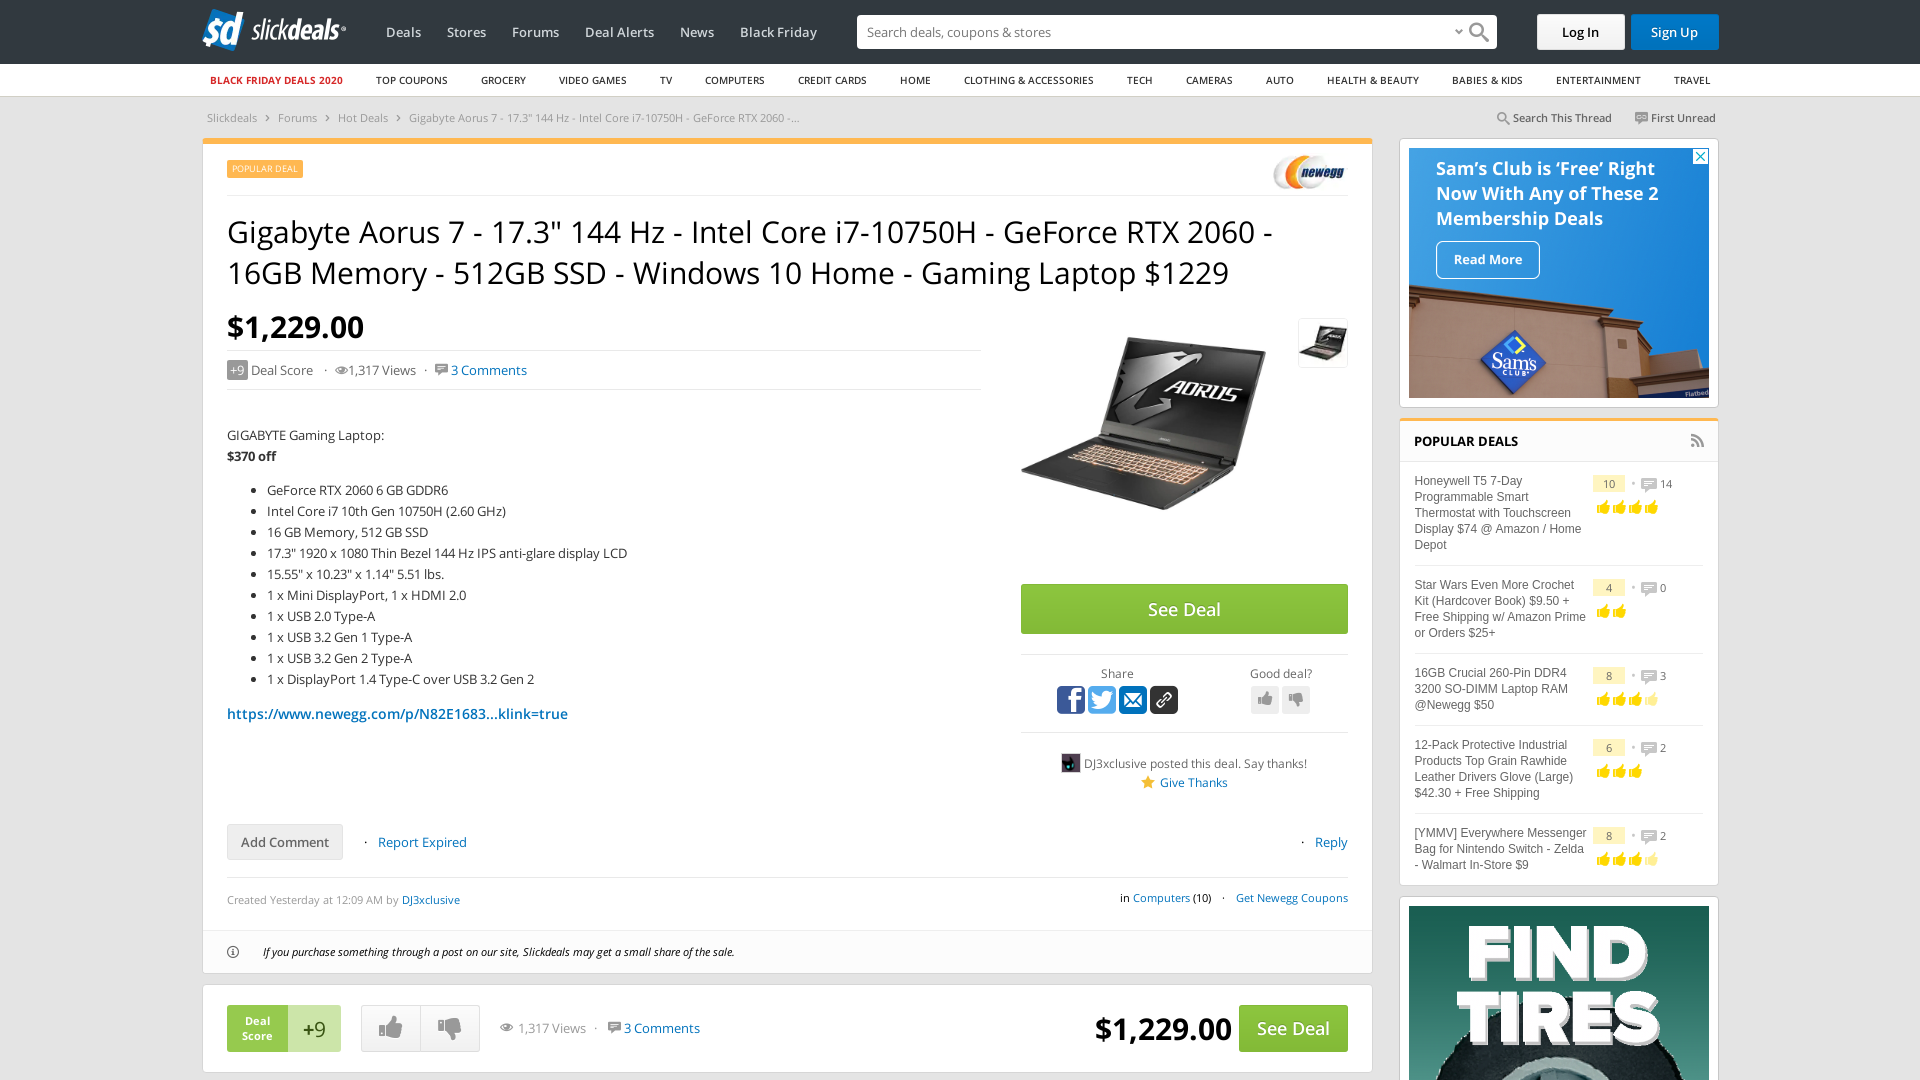 slickdeals
Deals
Stores
Forums
Deal Alerts
News
Black Friday
Search deals, coupons & stores
Log In
Sign Up
BLACK FRIDAY DEALS 2020
TOP COUPONS
GROCERY
VIDEO GAMES
TV
COMPUTERS
CREDIT CARDS
HOME
CLOTHING & ACCESSORIES
TECH
CAMERAS
AUTO
HEALTH & BEAUTY
BABIES & KIDS
ENTERTAINMENT
TRAVEL
Slickdeals › Forums › Hot Deals › Gigabyte Aorus 7 - 17.3" 144 Hz - Intel Core i7-10750H - GeForce RTX 2060 -...
Search This Thread
First Unread
POPULAR DEAL
newegg
Gigabyte Aorus 7 - 17.3" 144 Hz - Intel Core i7-10750H - GeForce RTX 2060 -
16GB Memory - 512GB SSD - Windows 10 Home - Gaming Laptop $1229
$1,229.00
+9 Deal Score · 1,317 Views · 3 Comments
GIGABYTE Gaming Laptop:
$370 off
• GeForce RTX 2060 6 GB GDDR6
• Intel Core i7 10th Gen 10750H (2.60 GHz)
• 16 GB Memory, 512 GB SSD
• 17.3" 1920 x 1080 Thin Bezel 144 Hz IPS anti-glare display LCD
• 15.55" x 10.23" x 1.14" 5.51 lbs.
• 1 x Mini DisplayPort, 1 x HDMI 2.0
• 1 x USB 2.0 Type-A
• 1 x USB 3.2 Gen 1 Type-A
• 1 x USB 3.2 Gen 2 Type-A
• 1 x DisplayPort 1.4 Type-C over USB 3.2 Gen 2
https://www.newegg.com/p/N82E1683...klink=true
AORUS
See Deal
Share
Good deal?
DJ3xclusive posted this deal. Say thanks!
Give Thanks
Add Comment
· Report Expired
· Reply
Created Yesterday at 12:09 AM by DJ3xclusive
in Computers (10) · Get Newegg Coupons
If you purchase something through a post on our site, Slickdeals may get a small share of the sale.
Deal
Score
+9
1,317 Views · 3 Comments
$1,229.00
See Deal
Sam's Club is 'Free' Right
Now With Any of These 2
Membership Deals
Read More
Sam's
CLUB
Flatbed
POPULAR DEALS
Honeywell T5 7-Day
Programmable Smart
Thermostat with Touchscreen
Display $74 @ Amazon / Home
Depot
10 • 14
Star Wars Even More Crochet
Kit (Hardcover Book) $9.50 +
Free Shipping w/ Amazon Prime
or Orders $25+
4 • 0
16GB Crucial 260-Pin DDR4
3200 SO-DIMM Laptop RAM
@Newegg $50
8 • 3
12-Pack Protective Industrial
Products Top Grain Rawhide
Leather Drivers Glove (Large)
$42.30 + Free Shipping
6 • 2
[YMMV] Everywhere Messenger
Bag for Nintendo Switch - Zelda
- Walmart In-Store $9
8 • 2
FIND
TIRES